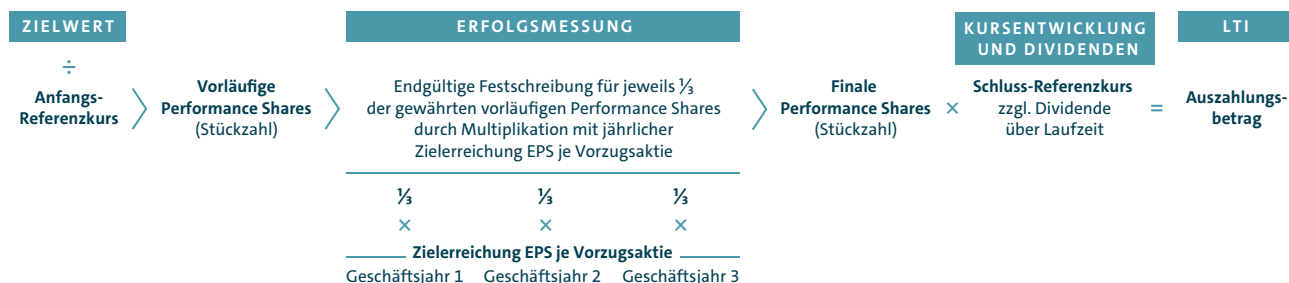 ZIELWERT
÷
Anfangs-
Referenzkurs
Vorläufige
Performance Shares
(Stückzahl)
ERFOLGSMESSUNG
Endgültige Festschreibung für jeweils ⅓
der gewährten vorläufigen Performance Shares
durch Multiplikation mit jährlicher
Zielerreichung EPS je Vorzugsaktie
⅓ ⅓ ⅓
× × ×
Zielerreichung EPS je Vorzugsaktie
Geschäftsjahr 1 Geschäftsjahr 2 Geschäftsjahr 3
Finale
Performance Shares
(Stückzahl)
×
KURSENTWICKLUNG
UND DIVIDENDEN
Schluss-Referenzkurs
zzgl. Dividende
über Laufzeit
=
LTI
Auszahlungs-
betrag